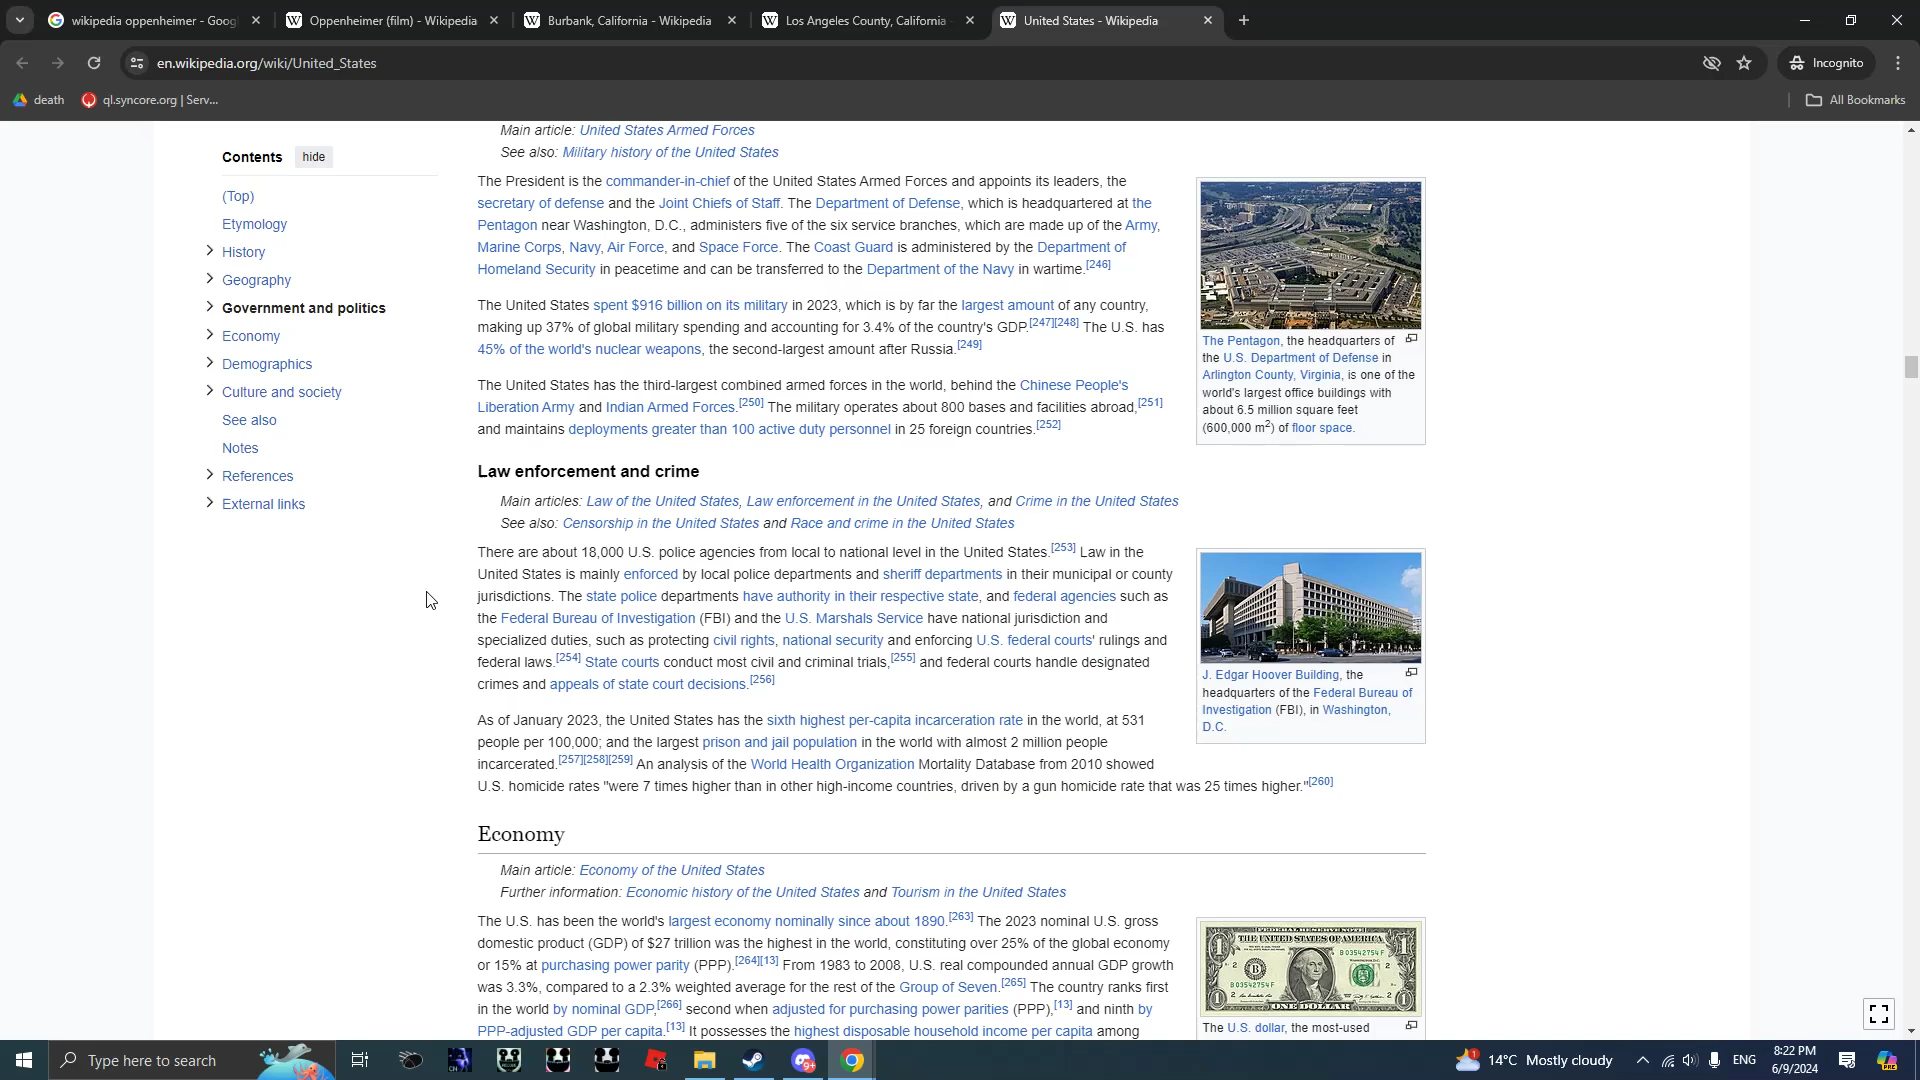 wikipedia oppenheimer - Goog
Oppenheimer (film) - Wikipedia
Burbank, California - Wikipedia
Los Angeles County, California
United States - Wikipedia
en.wikipedia.org/wiki/United_States
Incognito
death
ql.syncore.org | Serv...
All Bookmarks
Contents
hide
(Top)
Etymology
History
Geography
Government and politics
Economy
Demographics
Culture and society
See also
Notes
References
External links
Main article: United States Armed Forces
See also: Military history of the United States
The President is the commander-in-chief of the United States Armed Forces and appoints its leaders, the
secretary of defense and the Joint Chiefs of Staff. The Department of Defense, which is headquartered at the
Pentagon near Washington, D.C., administers five of the six service branches, which are made up of the Army,
Marine Corps, Navy, Air Force, and Space Force. The Coast Guard is administered by the Department of
Homeland Security in peacetime and can be transferred to the Department of the Navy in wartime.[246]
The United States spent $916 billion on its military in 2023, which is by far the largest amount of any country,
making up 37% of global military spending and accounting for 3.4% of the country's GDP.[247][248] The U.S. has
45% of the world's nuclear weapons, the second-largest amount after Russia.[249]
The United States has the third-largest combined armed forces in the world, behind the Chinese People's
Liberation Army and Indian Armed Forces.[250] The military operates about 800 bases and facilities abroad,[251]
and maintains deployments greater than 100 active duty personnel in 25 foreign countries.[252]
The Pentagon, the headquarters of
the U.S. Department of Defense in
Arlington County, Virginia, is one of the
world's largest office buildings with
about 6.5 million square feet
(600,000 m2) of floor space.
Law enforcement and crime
Main articles: Law of the United States, Law enforcement in the United States, and Crime in the United States
See also: Censorship in the United States and Race and crime in the United States
There are about 18,000 U.S. police agencies from local to national level in the United States.[253] Law in the
United States is mainly enforced by local police departments and sheriff departments in their municipal or county
jurisdictions. The state police departments have authority in their respective state, and federal agencies such as
the Federal Bureau of Investigation (FBI) and the U.S. Marshals Service have national jurisdiction and
specialized duties, such as protecting civil rights, national security and enforcing U.S. federal courts' rulings and
federal laws.[254] State courts conduct most civil and criminal trials,[255] and federal courts handle designated
crimes and appeals of state court decisions.[256]
As of January 2023, the United States has the sixth highest per-capita incarceration rate in the world, at 531
people per 100,000; and the largest prison and jail population in the world with almost 2 million people
incarcerated.[257][258][259] An analysis of the World Health Organization Mortality Database from 2010 showed
U.S. homicide rates "were 7 times higher than in other high-income countries, driven by a gun homicide rate that was 25 times higher."[260]
J. Edgar Hoover Building, the
headquarters of the Federal Bureau of
Investigation (FBI), in Washington,
D.C.
Economy
Main article: Economy of the United States
Further information: Economic history of the United States and Tourism in the United States
The U.S. has been the world's largest economy nominally since about 1890.[263] The 2023 nominal U.S. gross
domestic product (GDP) of $27 trillion was the highest in the world, constituting over 25% of the global economy
or 15% at purchasing power parity (PPP).[264][13] From 1983 to 2008, U.S. real compounded annual GDP growth
was 3.3%, compared to a 2.3% weighted average for the rest of the Group of Seven.[265] The country ranks first
in the world by nominal GDP,[266] second when adjusted for purchasing power parities (PPP),[13] and ninth by
PPP-adjusted GDP per capita.[13] It possesses the highest disposable household income per capita among
FEDERAL RESERVE NOTE
THE UNITED STATES OF AMERICA
B 03542754 F
B 03542754 F
ONE DOLLAR
The U.S. dollar, the most-used
Type here to search
9+
1
14°C Mostly cloudy
ENG
8:22 PM
6/9/2024
PRE